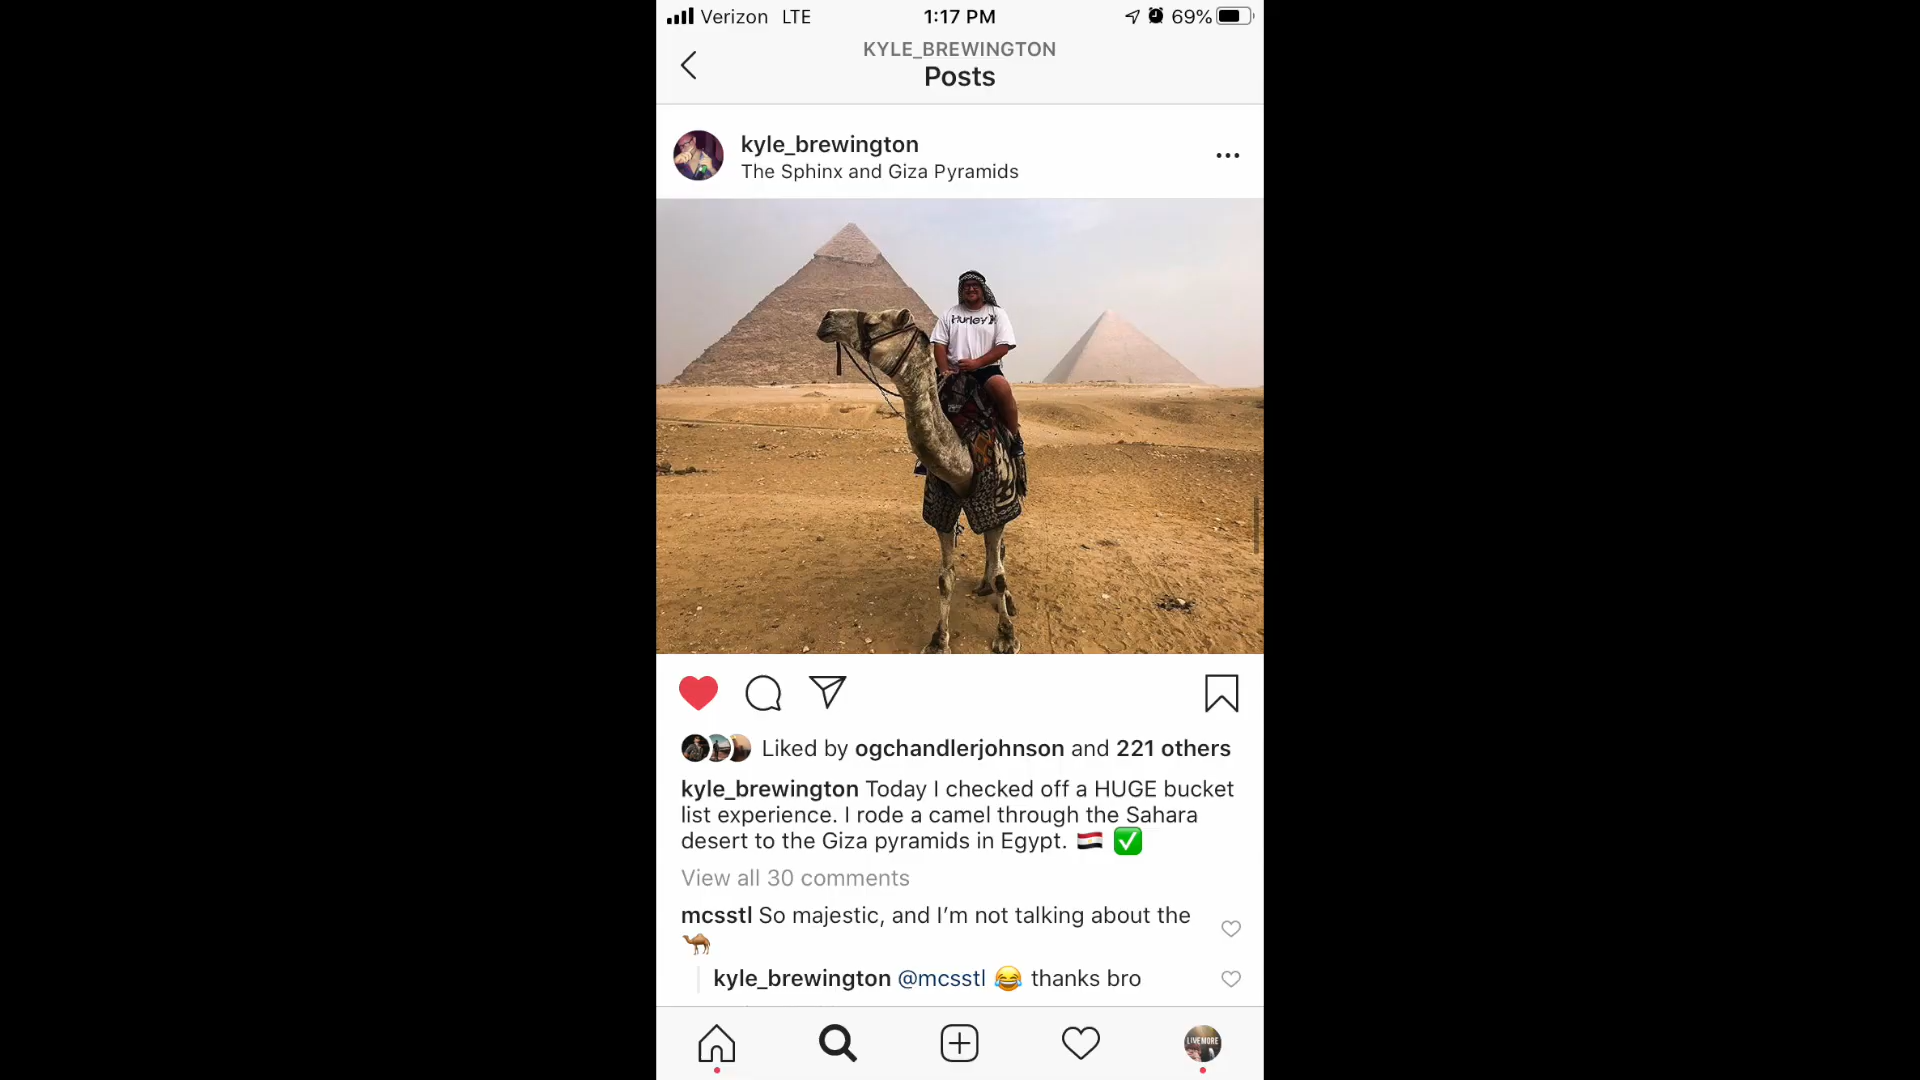 Verizon LTE 1:17 PM 69%
KYLE_BREWINGTON
Posts
kyle_brewington
The Sphinx and Giza Pyramids
Hurley
Liked by ogchandlerjohnson and 221 others
kyle_brewington Today I checked off a HUGE bucket
list experience. I rode a camel through the Sahara
desert to the Giza pyramids in Egypt. 🇪🇬 ✅
View all 30 comments
mcsstl So majestic, and I’m not talking about the
🐪
kyle_brewington @mcsstl 😂 thanks bro
LIVE MORE